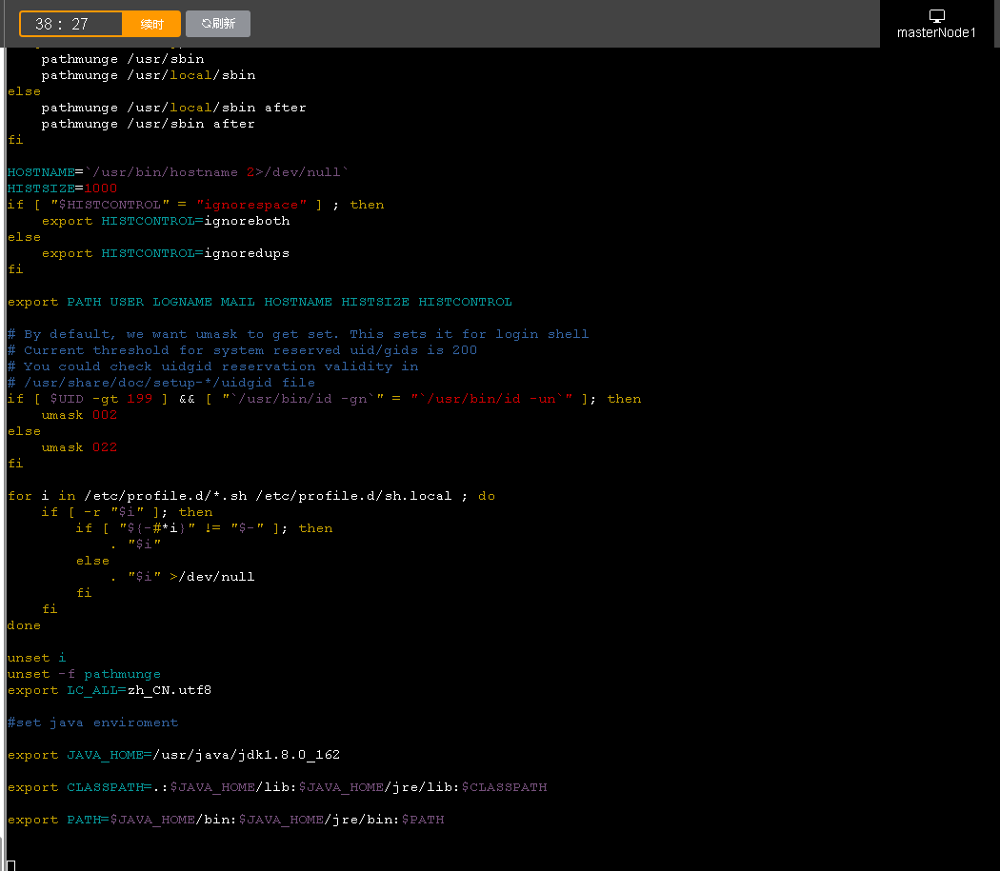 38 : 27
续时
刷新
masterNode1
    pathmunge /usr/sbin
    pathmunge /usr/local/sbin
else
    pathmunge /usr/local/sbin after
    pathmunge /usr/sbin after
fi
HOSTNAME=`/usr/bin/hostname 2>/dev/null`
HISTSIZE=1000
if [ "$HISTCONTROL" = "ignorespace" ] ; then
    export HISTCONTROL=ignoreboth
else
    export HISTCONTROL=ignoredups
fi
export PATH USER LOGNAME MAIL HOSTNAME HISTSIZE HISTCONTROL
# By default, we want umask to get set. This sets it for login shell
# Current threshold for system reserved uid/gids is 200
# You could check uidgid reservation validity in
# /usr/share/doc/setup-*/uidgid file
if [ $UID -gt 199 ] && [ "`/usr/bin/id -gn`" = "`/usr/bin/id -un`" ]; then
    umask 002
else
    umask 022
fi
for i in /etc/profile.d/*.sh /etc/profile.d/sh.local ; do
    if [ -r "$i" ]; then
        if [ "${-#*i}" != "$-" ]; then
            . "$i"
        else
            . "$i" >/dev/null
        fi
    fi
done
unset i
unset -f pathmunge
export LC_ALL=zh_CN.utf8
#set java enviroment
export JAVA_HOME=/usr/java/jdk1.8.0_162
export CLASSPATH=.:$JAVA_HOME/lib:$JAVA_HOME/jre/lib:$CLASSPATH
export PATH=$JAVA_HOME/bin:$JAVA_HOME/jre/bin:$PATH